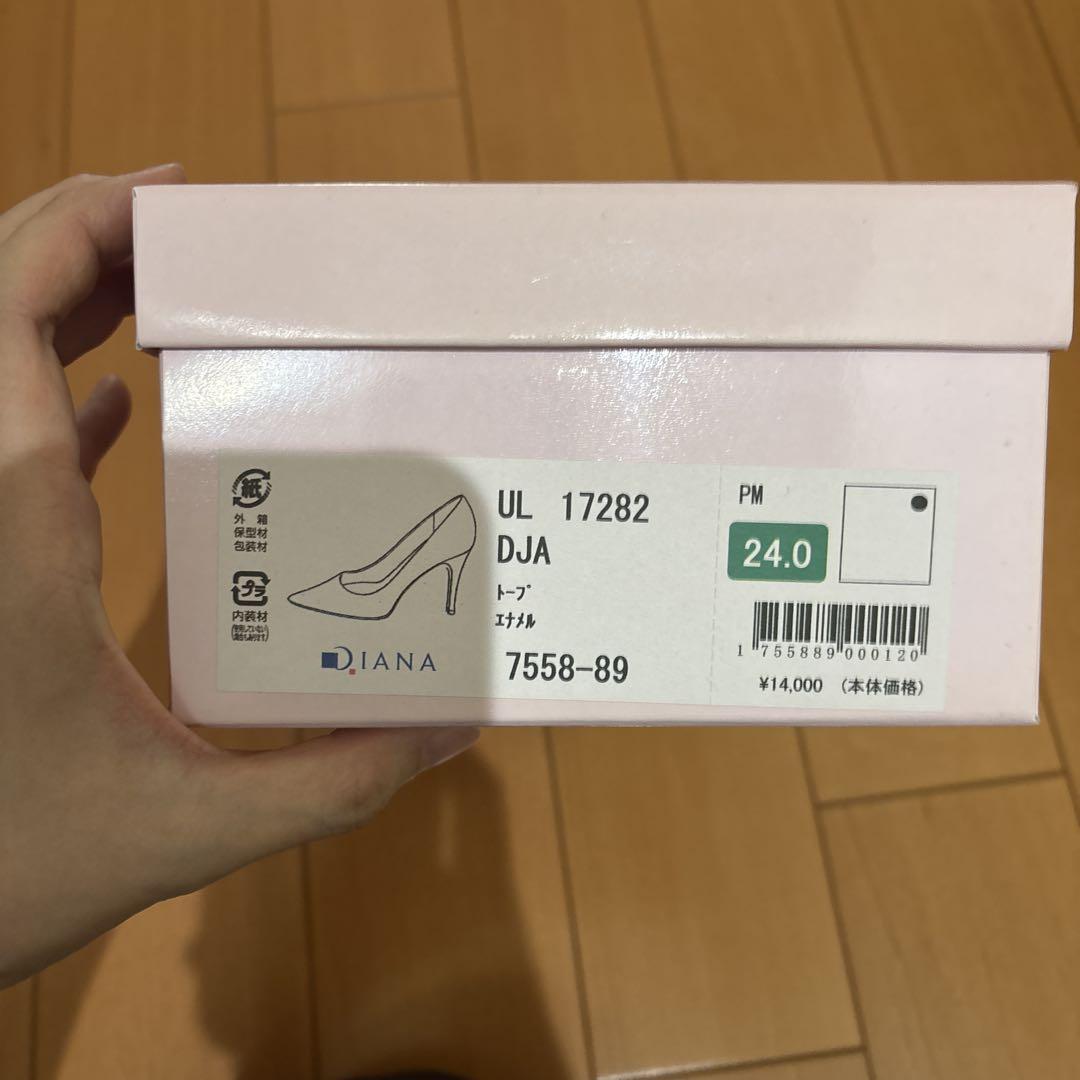 紙
外箱
保型材
包装材
プラ
内装材
DIANA
UL 17282
DJA
トープ
エナメル
7558-89
PM
24.0
1 755889 000120
¥14,000 (本体価格)